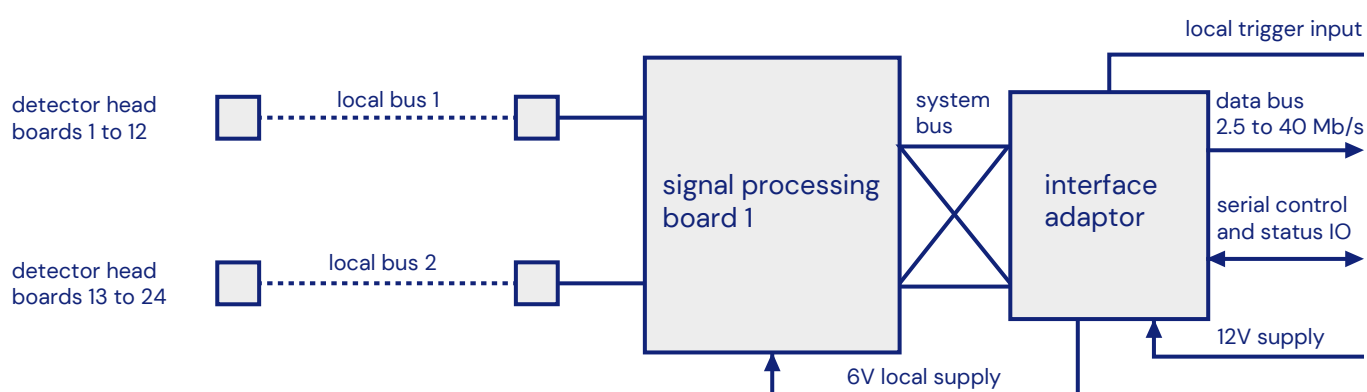 local trigger input
detector head
boards 1 to 12
local bus 1
system
bus
data bus
2.5 to 40 Mb/s
signal processing
board 1
interface
adaptor
serial control
and status IO
detector head
boards 13 to 24
local bus 2
12V supply
6V local supply